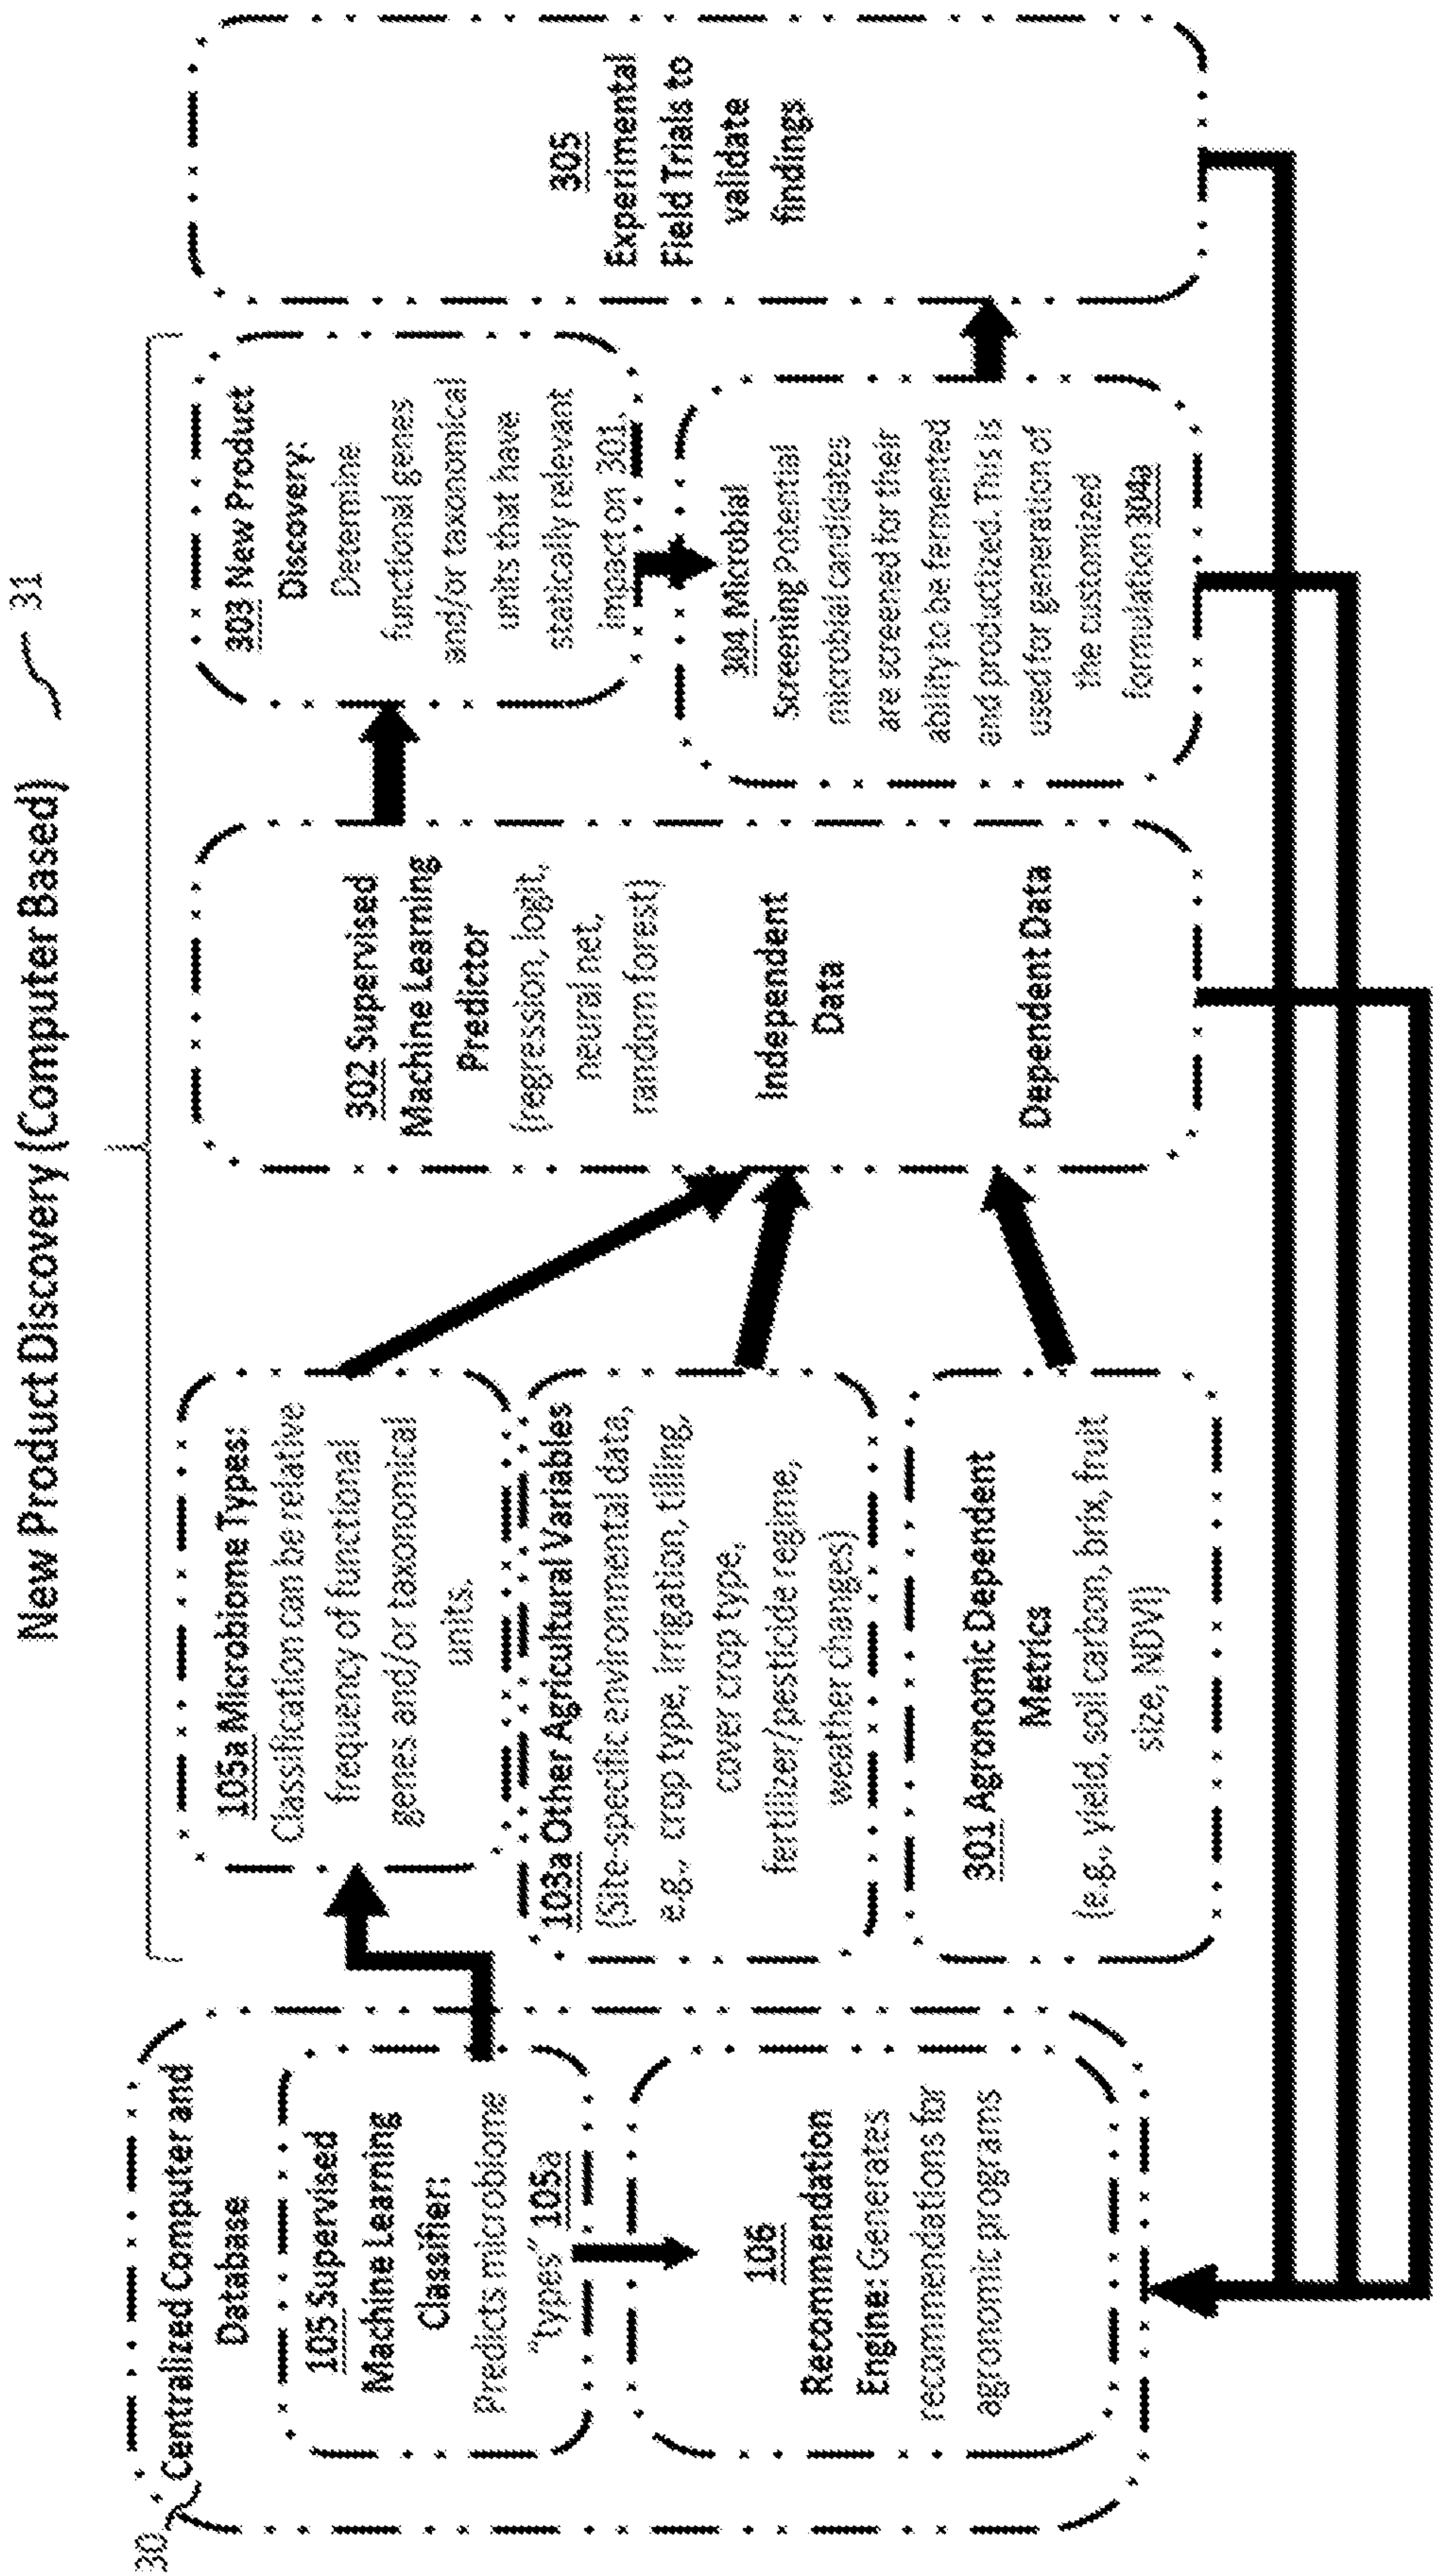 New Product Discovery (Computer Based)
31
30
Centralized Computer and
Database
105 Supervised
Machine Learning
Classifier:
Predicts microbiome
"types" 105a
106
Recommendation
Engine: Generates
recommendations for
agronomic programs
105a Microbiome Types:
Classification can be relative
frequency of functional
genes and/or taxonomical
units.
103a Other Agricultural Variables
(Site-specific environmental data,
e.g., crop type, irrigation, tilling,
cover crop type,
fertilizer/pesticide regime,
weather changes)
301 Agronomic Dependent
Metrics
(e.g., yield, soil carbon, brix, fruit
size, NDVI)
302 Supervised
Machine Learning
Predictor
(regression, logit,
neural net,
random forest)
Independent
Data
Dependent Data
303 New Product
Discovery:
Determine
functional genes
and/or taxonomical
units that have
statically relevant
impact on 301.
304 Microbial
Screening Potential
microbial candidates
are screened for their
ability to be fermented
and productized. This is
used for generation of
the customized
formulation 304a
305
Experimental
Field Trials to
validate
findings